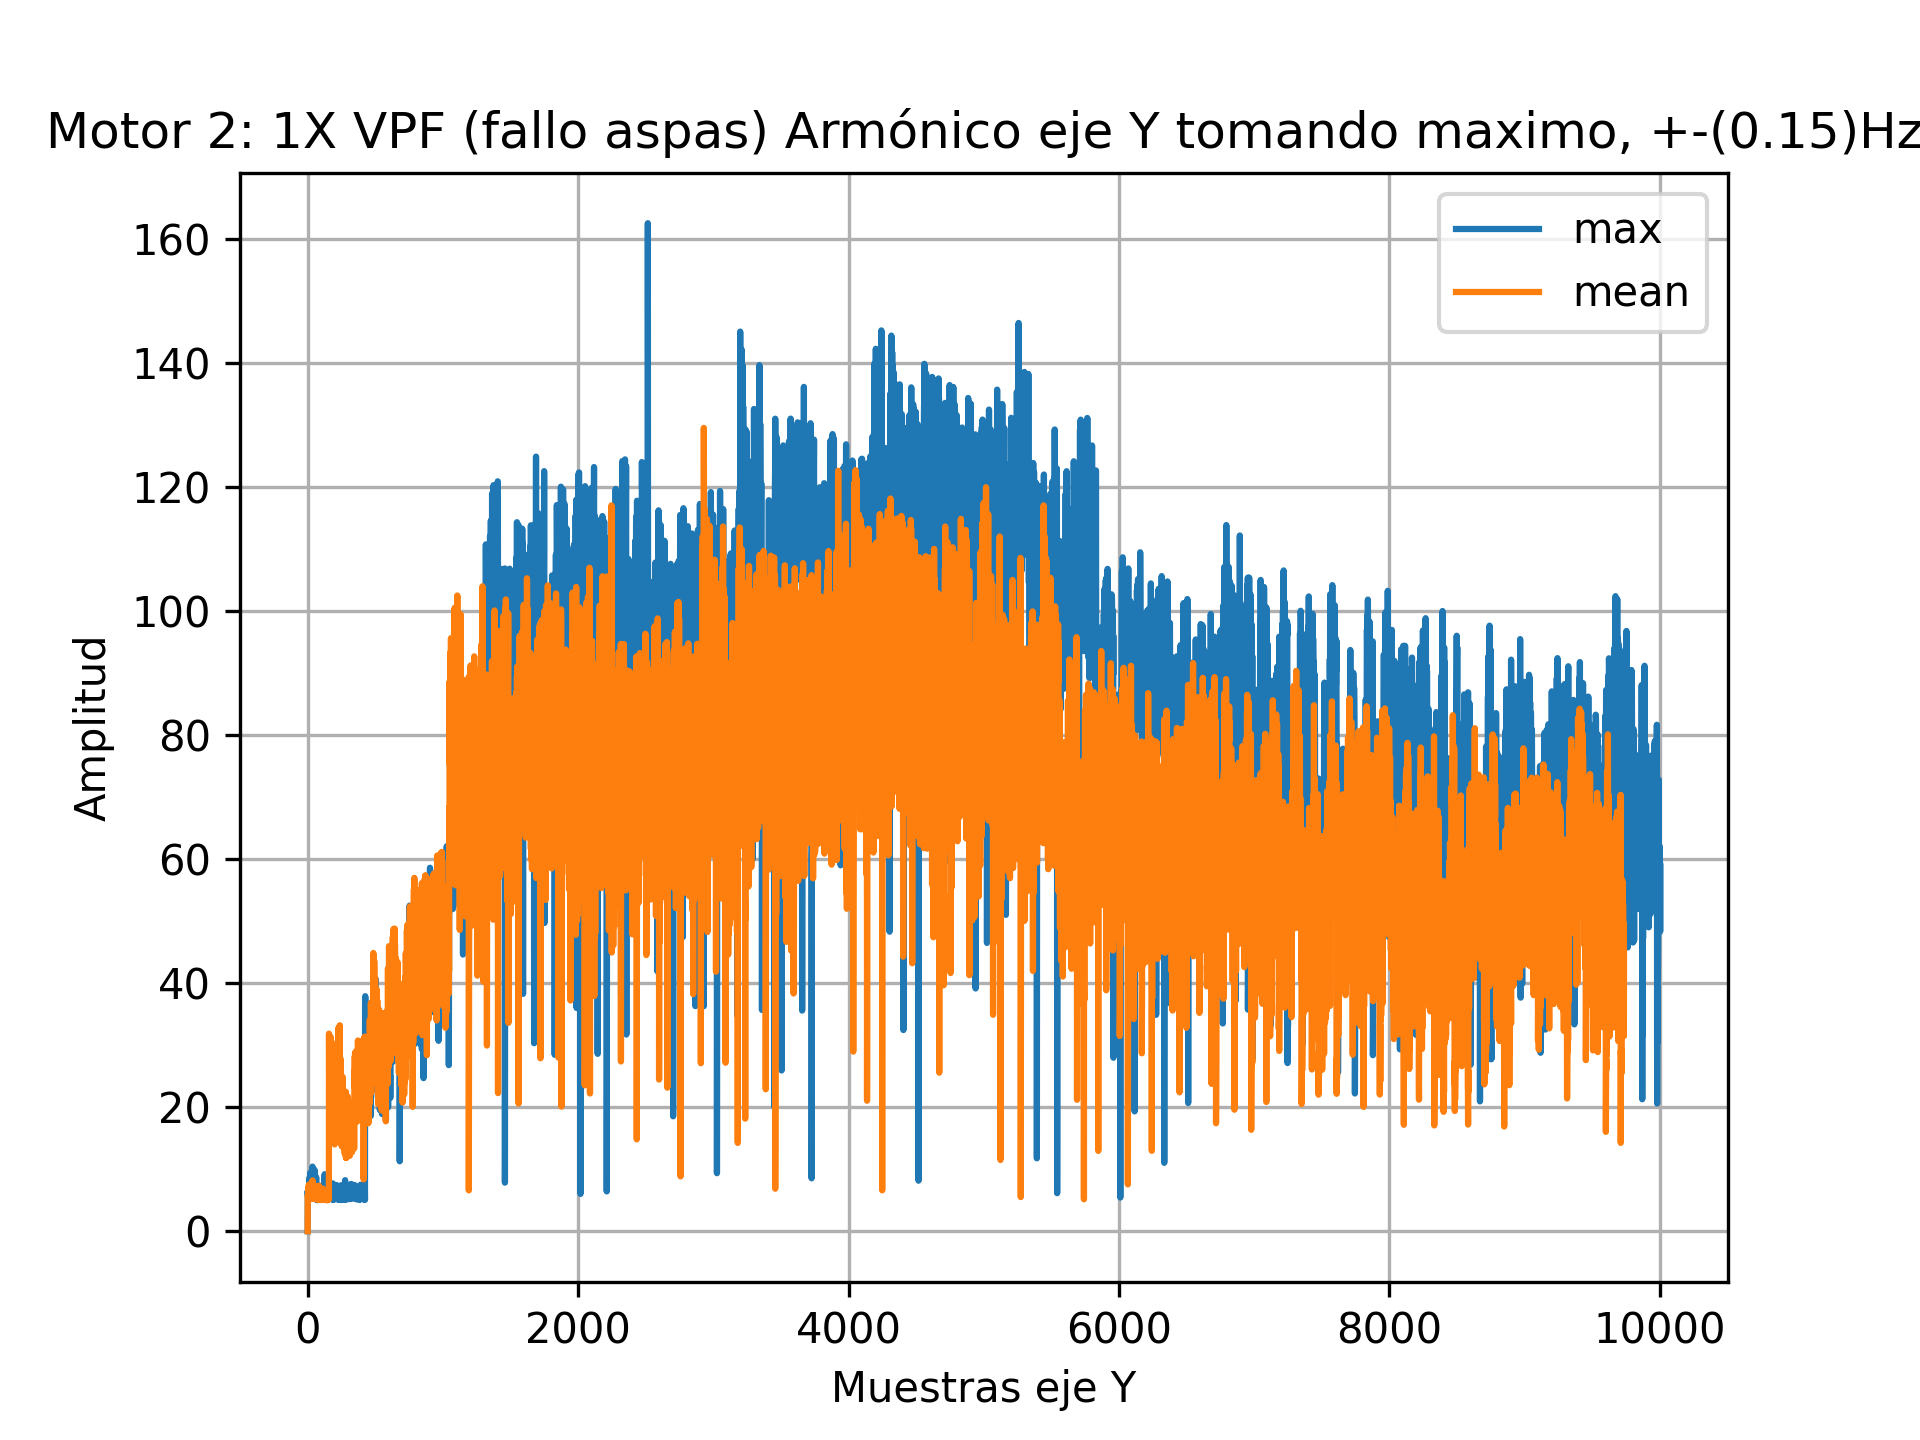 Motor 2: 1X VPF (fallo aspas) Armónico eje Y tomando maximo, +-(0.15)Hz
max
mean
160
140
120
100
80
60
40
20
0
Amplitud
0 2000 4000 6000 8000 10000
Muestras eje Y